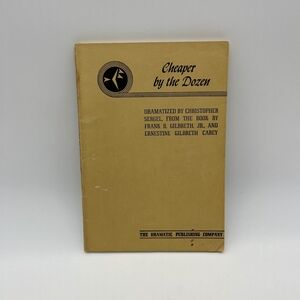 Cheaper
by the Dozen
DRAMATIZED BY CHRISTOPHER
SERGEL, FROM THE BOOK BY
FRANK B. GILBRETH, JR., AND
ERNESTINE GILBRETH CAREY
THE DRAMATIC PUBLISHING COMPANY